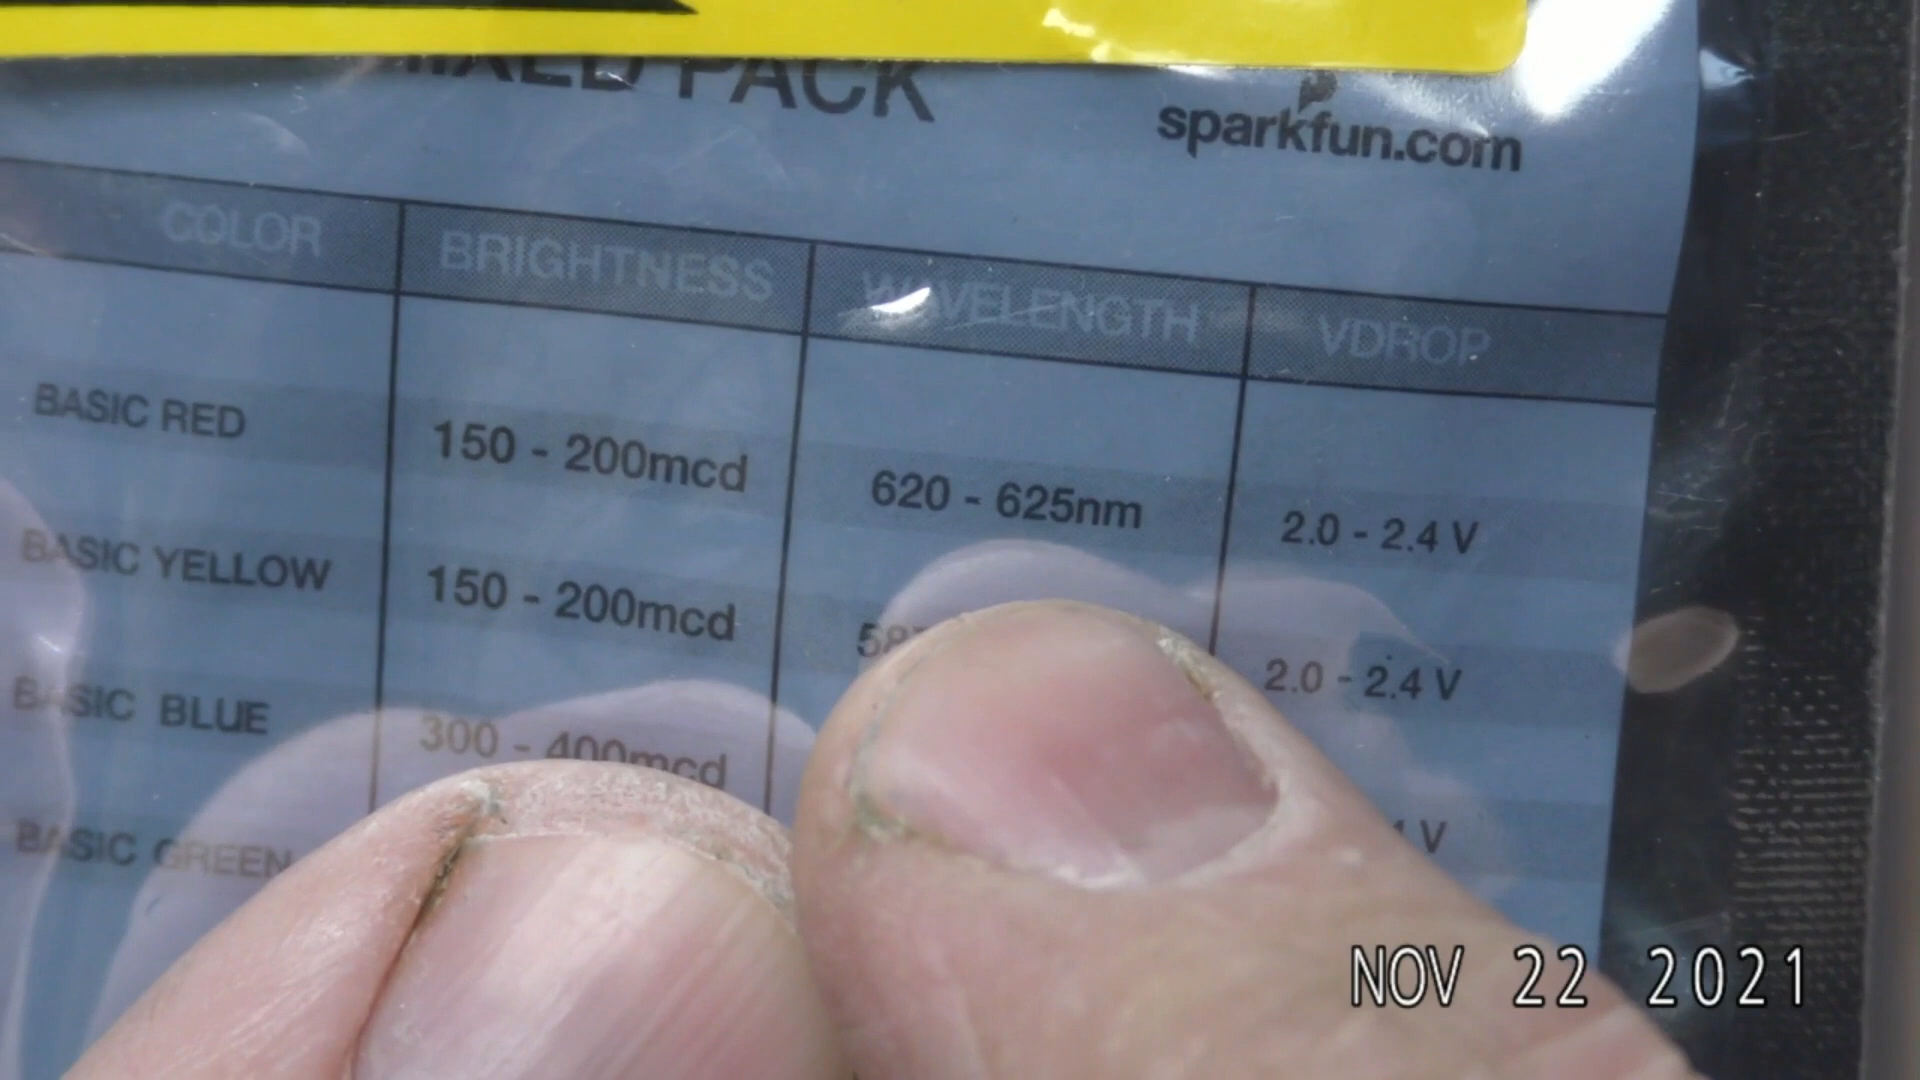 MIXED PACK
sparkfun.com
COLOR BRIGHTNESS WAVELENGTH VDROP
BASIC RED 150 - 200mcd 620 - 625nm 2.0 - 2.4 V
BASIC YELLOW 150 - 200mcd 2.0 - 2.4 V
BASIC BLUE 300 - 400mcd V
BASIC GREEN
NOV 22 2021